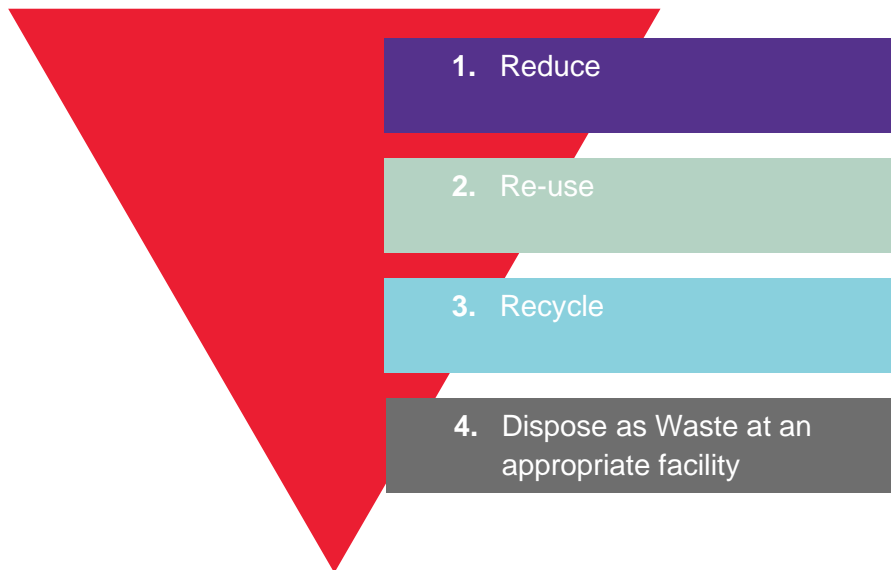 1. Reduce
2. Re-use
3. Recycle
4. Dispose as Waste at an
appropriate facility